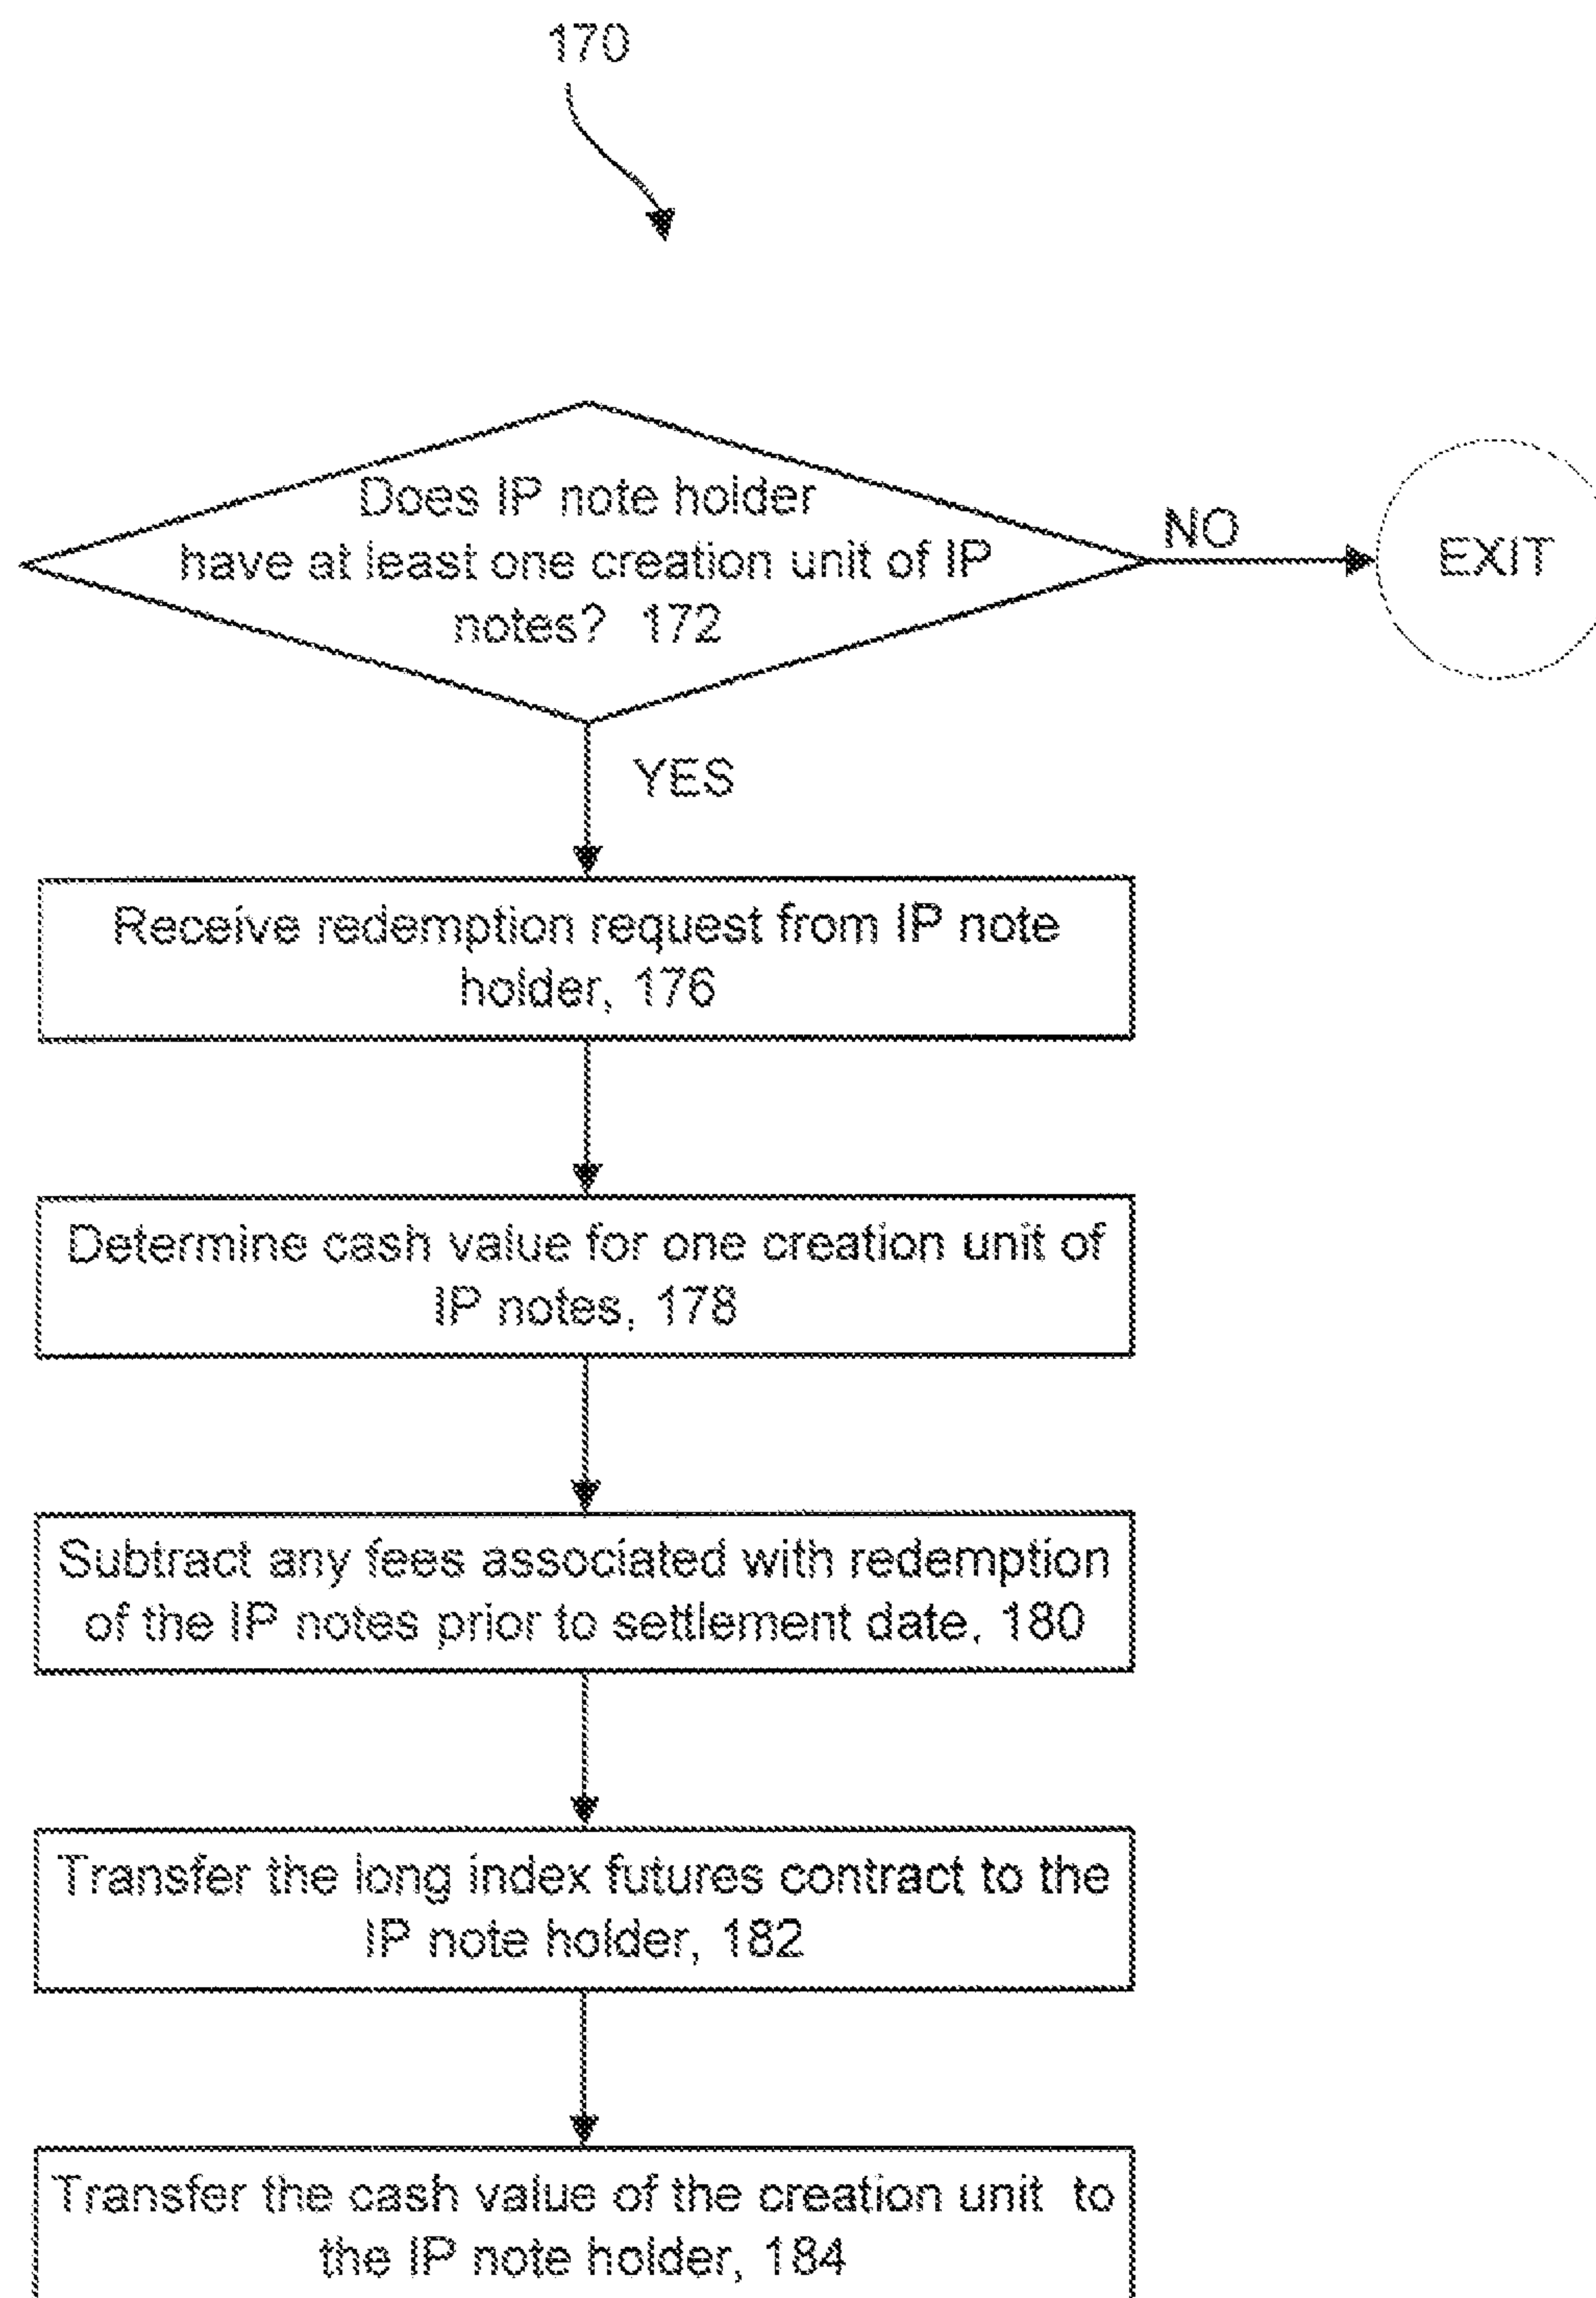 170
Does IP note holder
have at least one creation unit of IP
notes? 172
NO
EXIT
YES
Receive redemption request from IP note
holder, 176
Determine cash value for one creation unit of
IP notes, 178
Subtract any fees associated with redemption
of the IP notes prior to settlement date, 180
Transfer the long index futures contract to the
IP note holder, 182
Transfer the cash value of the creation unit to
the IP note holder, 184